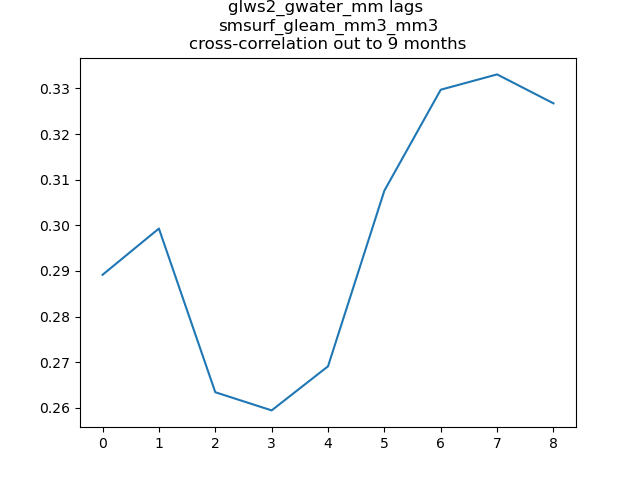 glws2_gwater_mm lags
smsurf_gleam_mm3_mm3
cross-correlation out to 9 months
0.33
0.32
0.31
0.30
0.29
0.28
0.27
0.26
0 1 2 3 4 5 6 7 8